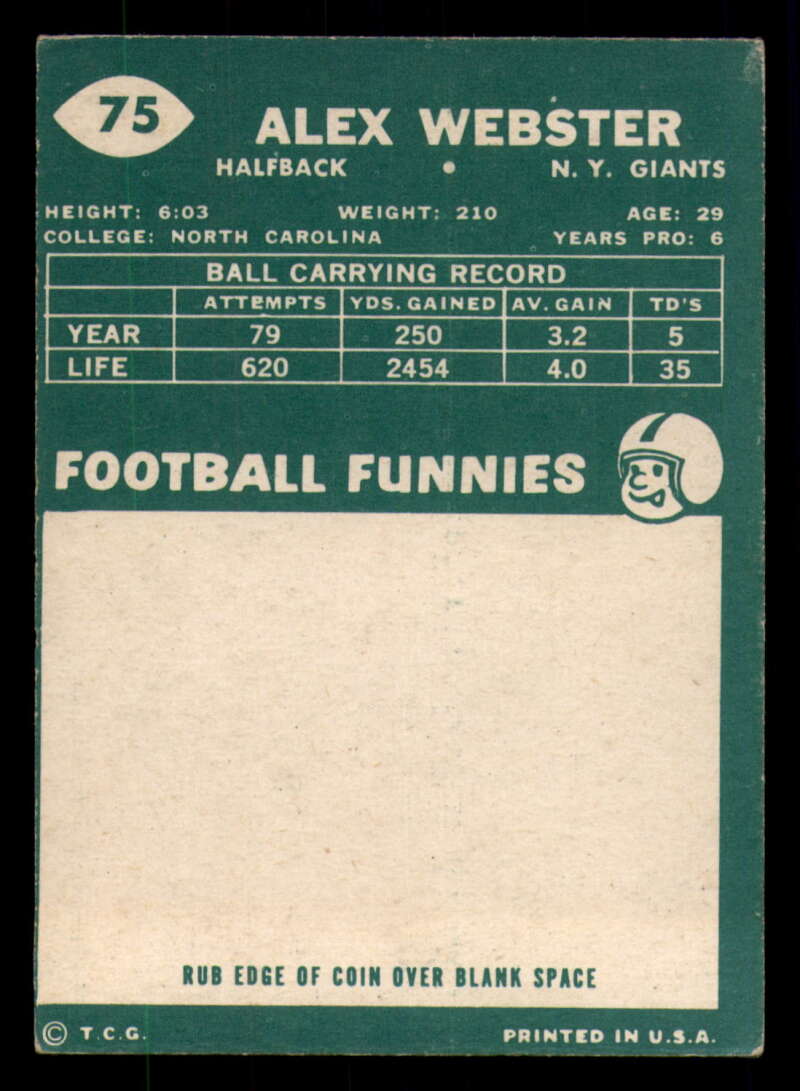 75
ALEX WEBSTER
HALFBACK • N. Y. GIANTS
HEIGHT: 6:03 WEIGHT: 210 AGE: 29
COLLEGE: NORTH CAROLINA YEARS PRO: 6
BALL CARRYING RECORD
ATTEMPTS YDS. GAINED AV. GAIN TD'S
YEAR 79 250 3.2 5
LIFE 620 2454 4.0 35
FOOTBALL FUNNIES
RUB EDGE OF COIN OVER BLANK SPACE
© T.C.G. PRINTED IN U.S.A.